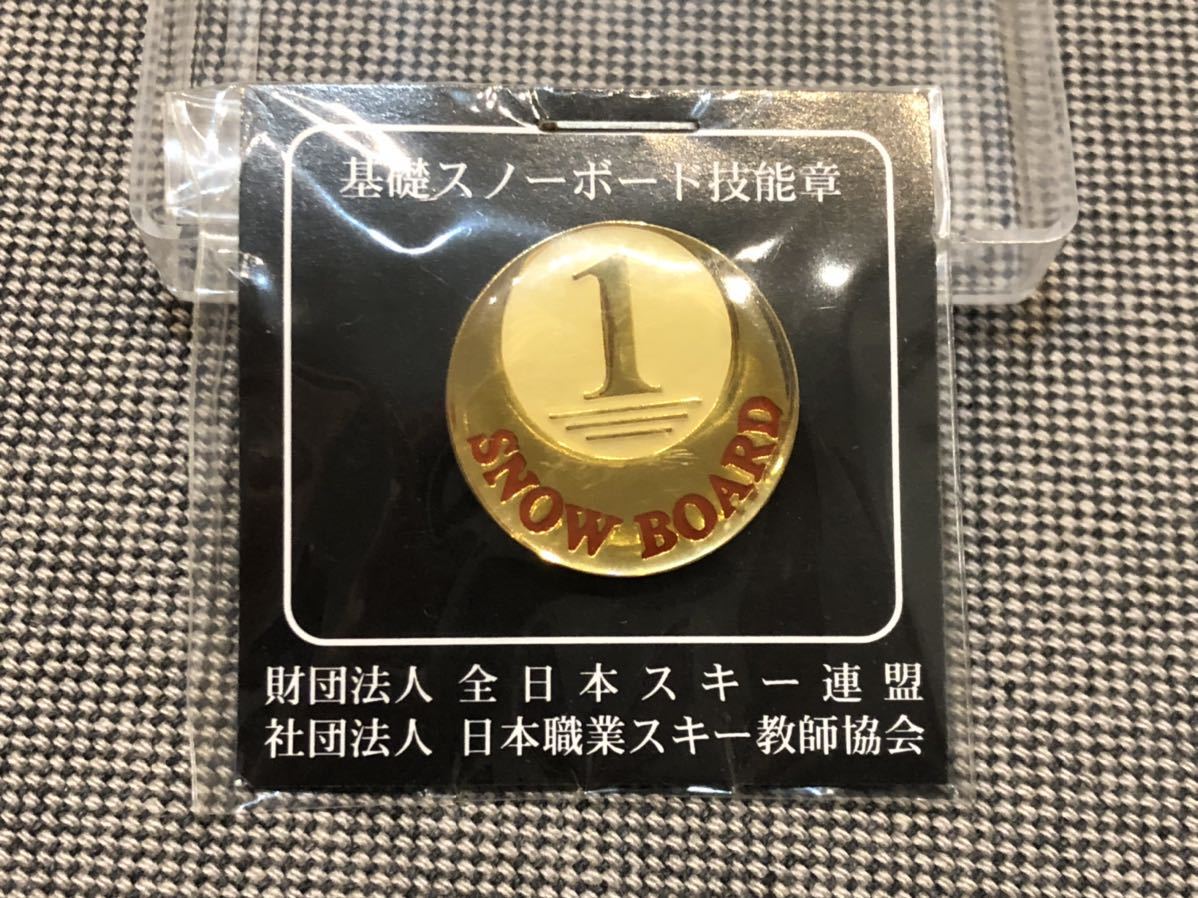 基礎スノーボード技能章
1
SNOW BOARD
財団法人 全日本スキー連盟
社団法人 日本職業スキー教師協会